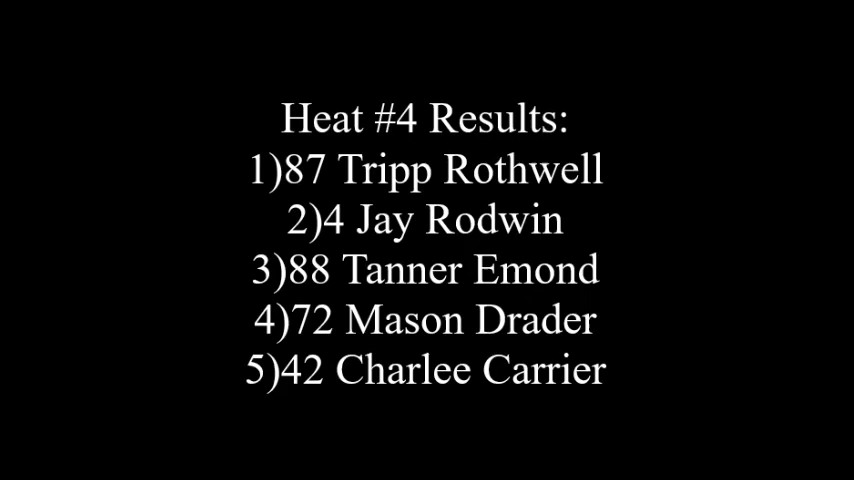 Heat #4 Results:
1)87 Tripp Rothwell
2)4 Jay Rodwin
3)88 Tanner Emond
4)72 Mason Drader
5)42 Charlee Carrier